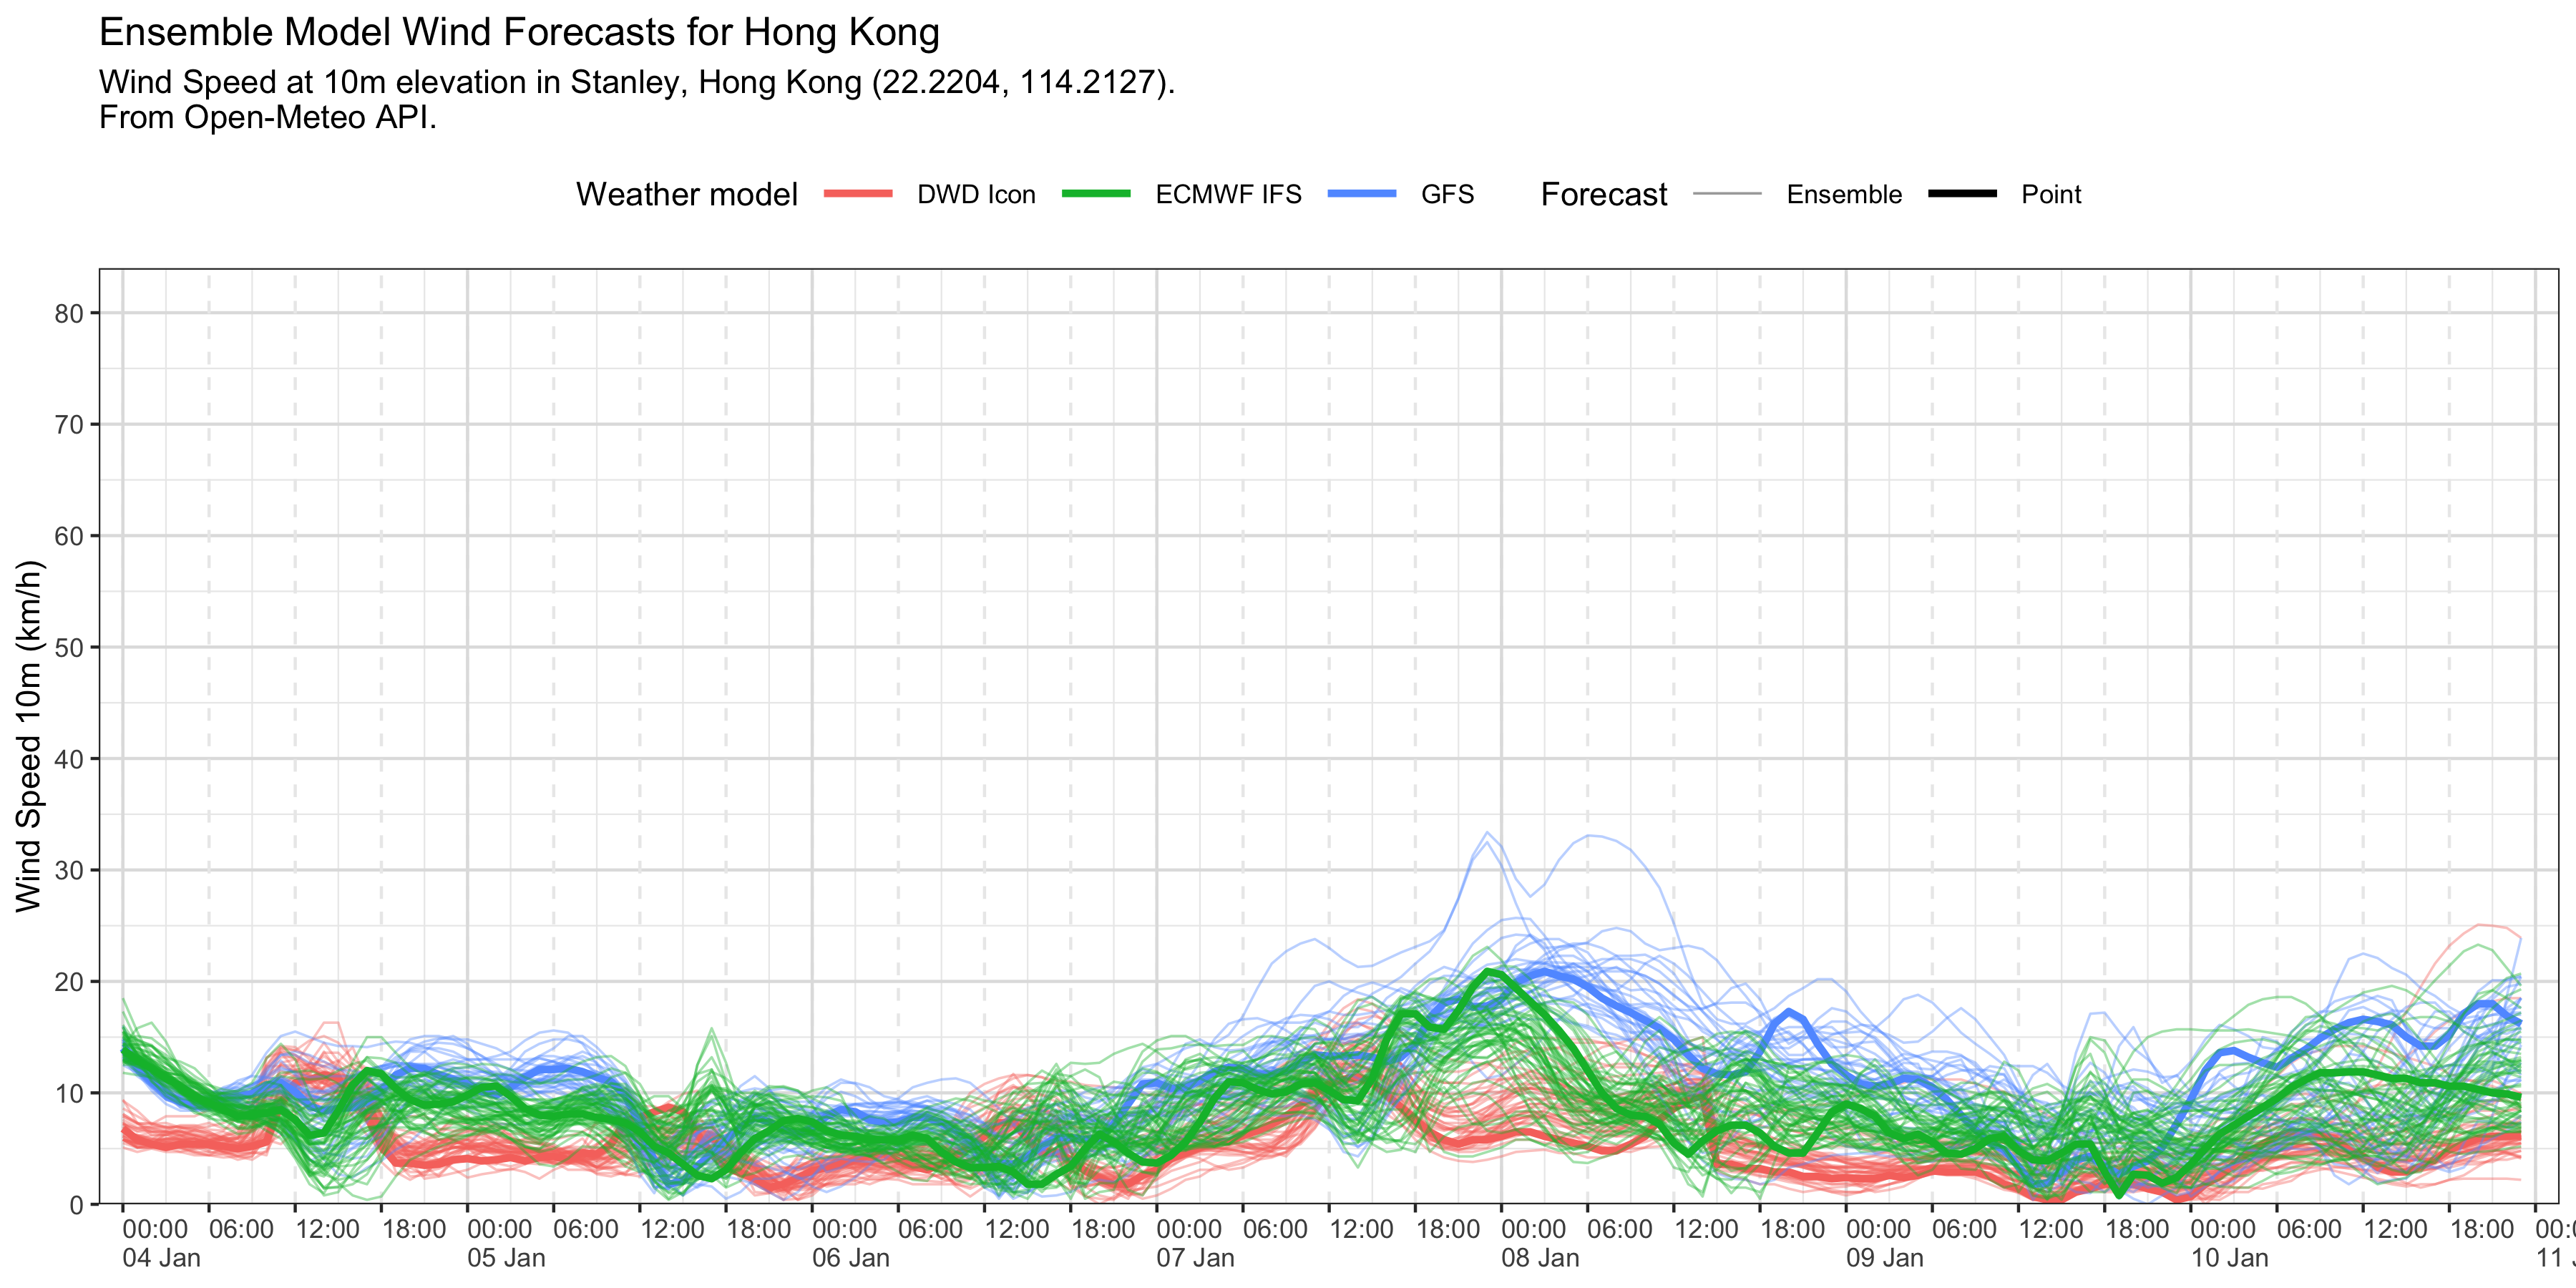 Ensemble Model Wind Forecasts for Hong Kong
Wind Speed at 10m elevation in Stanley, Hong Kong (22.2204, 114.2127).
From Open-Meteo API.
Weather model DWD Icon ECMWF IFS GFS Forecast Ensemble Point
Wind Speed 10m (km/h)
80
70
60
50
40
30
20
10
0
00:00 06:00 12:00 18:00 00:00 06:00 12:00 18:00 00:00 06:00 12:00 18:00 00:00 06:00 12:00 18:00 00:00 06:00 12:00 18:00 00:00 06:00 12:00 18:00 00:00 06:00 12:00 18:00
04 Jan 05 Jan 06 Jan 07 Jan 08 Jan 09 Jan 10 Jan 11